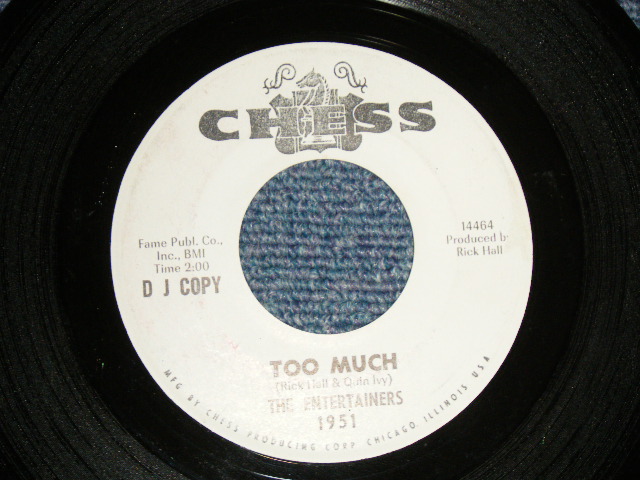 CHESS
Fame Publ. Co.,
Inc., BMI
Time 2:00
D J COPY
14464
Produced by
Rick Hall
TOO MUCH
(Rick Hall & Quin Ivy)
THE ENTERTAINERS
1951
MFG BY CHESS PRODUCING CORP CHICAGO ILLINOIS USA